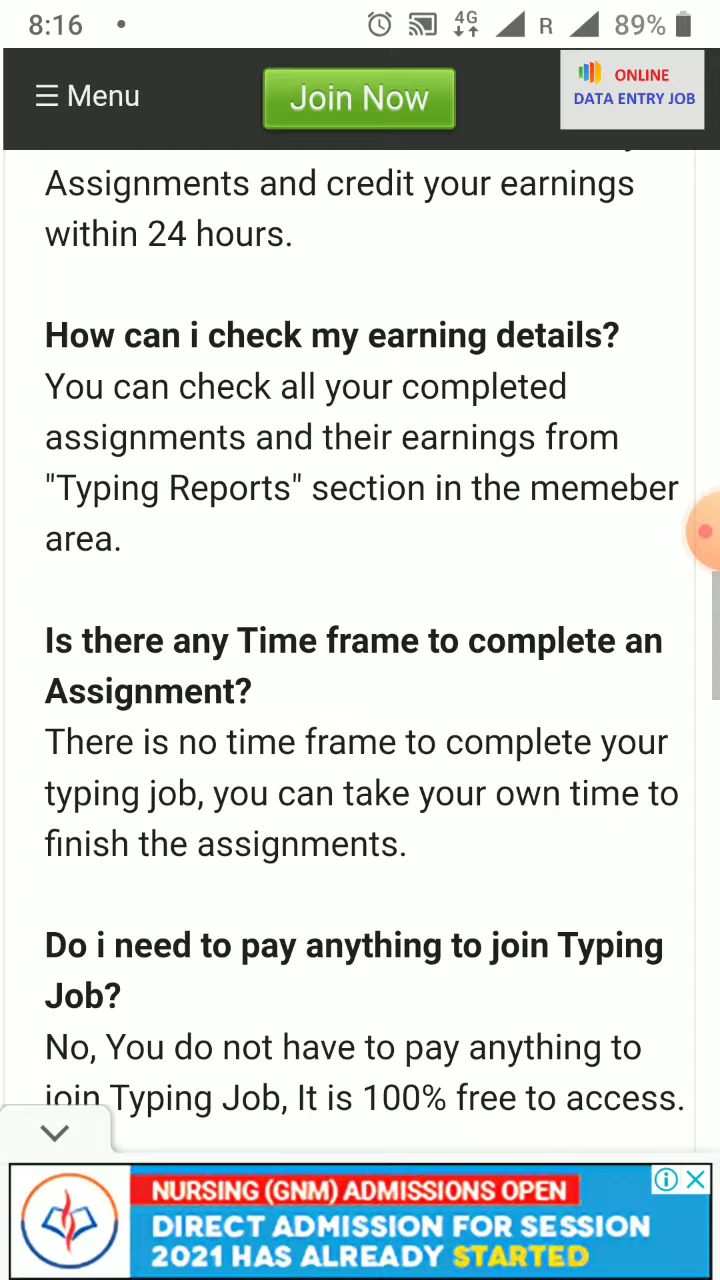 8:16
4G
R
89%
☰ Menu
Join Now
ONLINE
DATA ENTRY JOB
Assignments and credit your earnings
within 24 hours.
How can i check my earning details?
You can check all your completed
assignments and their earnings from
"Typing Reports" section in the memeber
area.
Is there any Time frame to complete an
Assignment?
There is no time frame to complete your
typing job, you can take your own time to
finish the assignments.
Do i need to pay anything to join Typing
Job?
No, You do not have to pay anything to
join Typing Job, It is 100% free to access.
NURSING (GNM) ADMISSIONS OPEN
DIRECT ADMISSION FOR SESSION
2021 HAS ALREADY STARTED